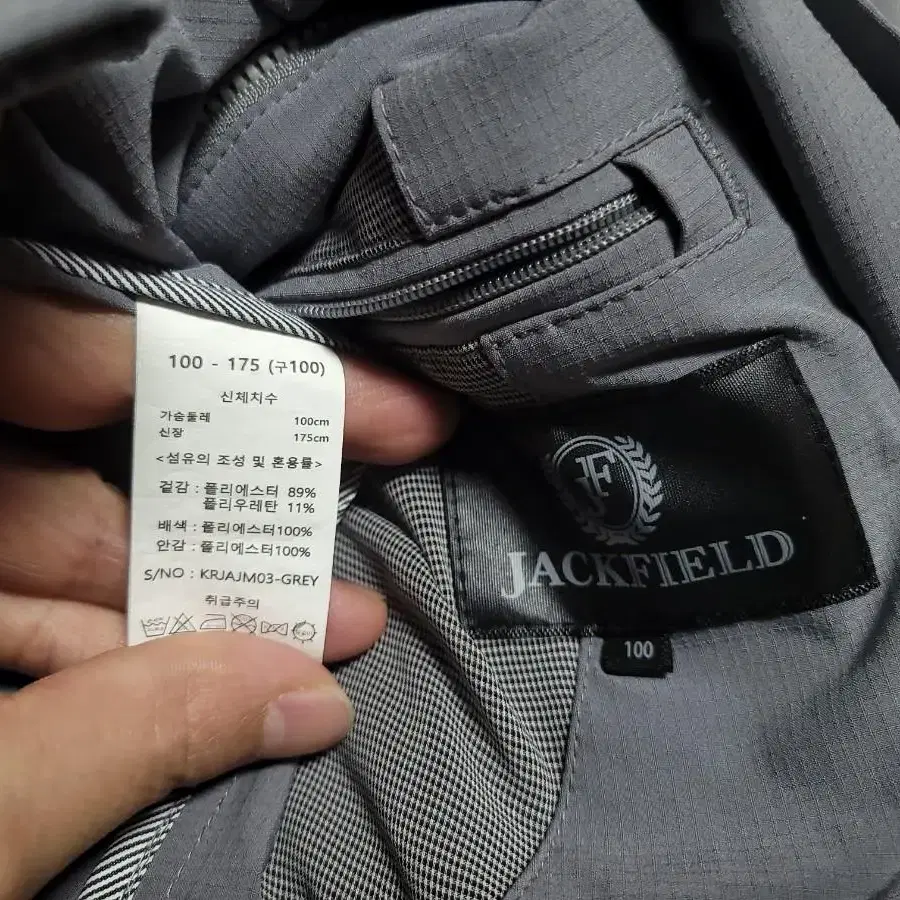 100 - 175 (구100)
신체치수
가슴둘레 100cm
신장 175cm
<섬유의 조성 및 혼용률>
겉감 : 폴리에스터 89%
폴리우레탄 11%
배색 : 폴리에스터100%
안감 : 폴리에스터100%
S/NO : KRJAJM03-GREY
취급주의
JF
JACKFIELD
100